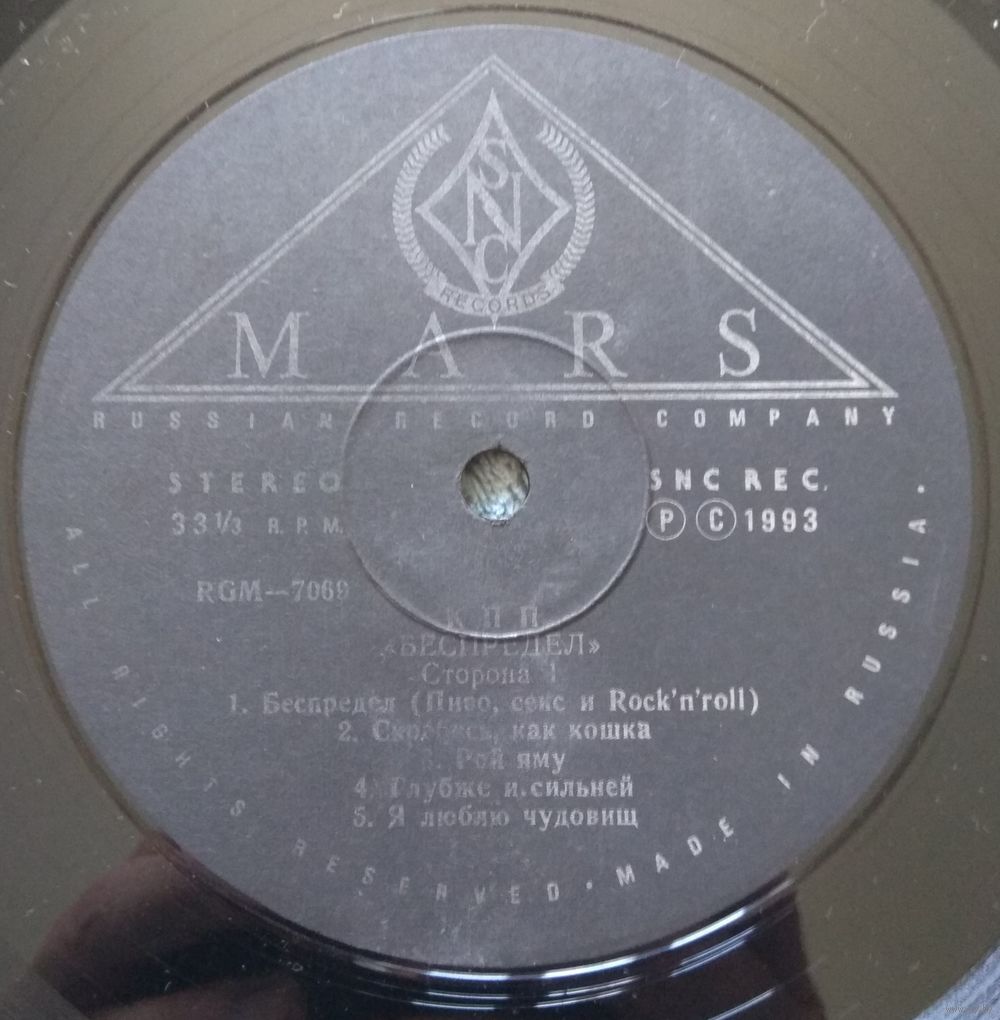 SNC
RECORDS
MARS
RUSSIAN RECORD COMPANY
STEREO
33 1/3 R.P.M.
SNC REC.
Ⓟ Ⓒ 1993
RGM—7069
К П П
«БЕСПРЕДЕЛ»
Сторона 1
1. Беспредел (Пиво, секс и Rock'n'roll)
2. как кошка
3. Рой яму
4. Глубже и сильней
5. Я люблю чудовищ
ALL RIGHTS RESERVED • MADE IN RUSSIA •